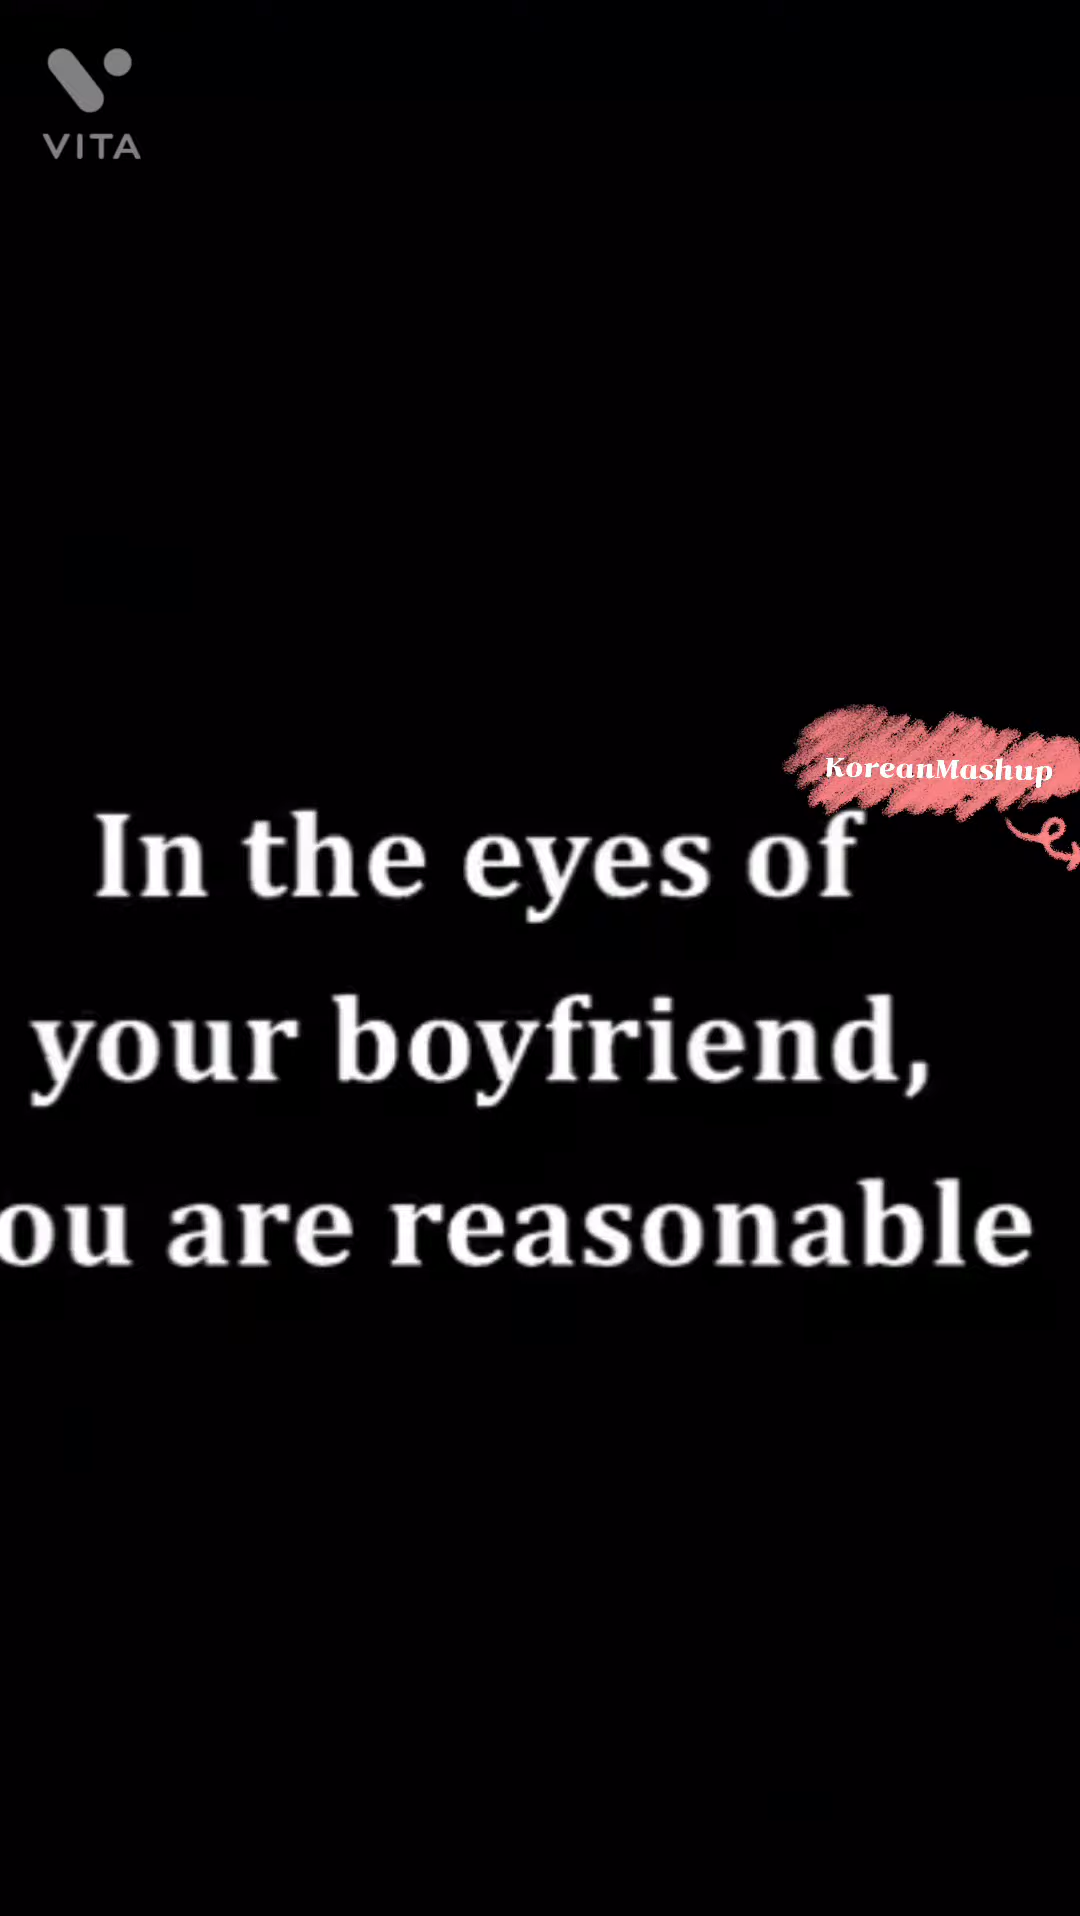 VITA
KoreanMashup
In the eyes of
your boyfriend,
ou are reasonable